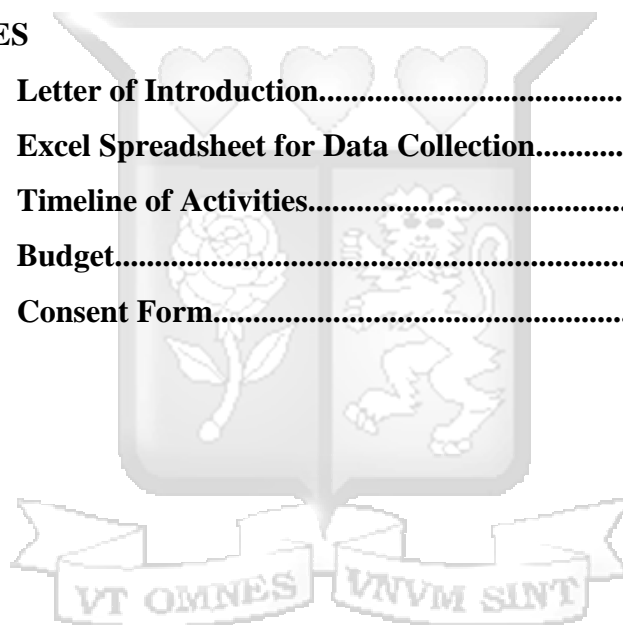 ES
Letter of Introduction.......................................
Excel Spreadsheet for Data Collection...........
Timeline of Activities........................................
Budget................................................................
Consent Form....................................................
VT OMNES VNVM SINT